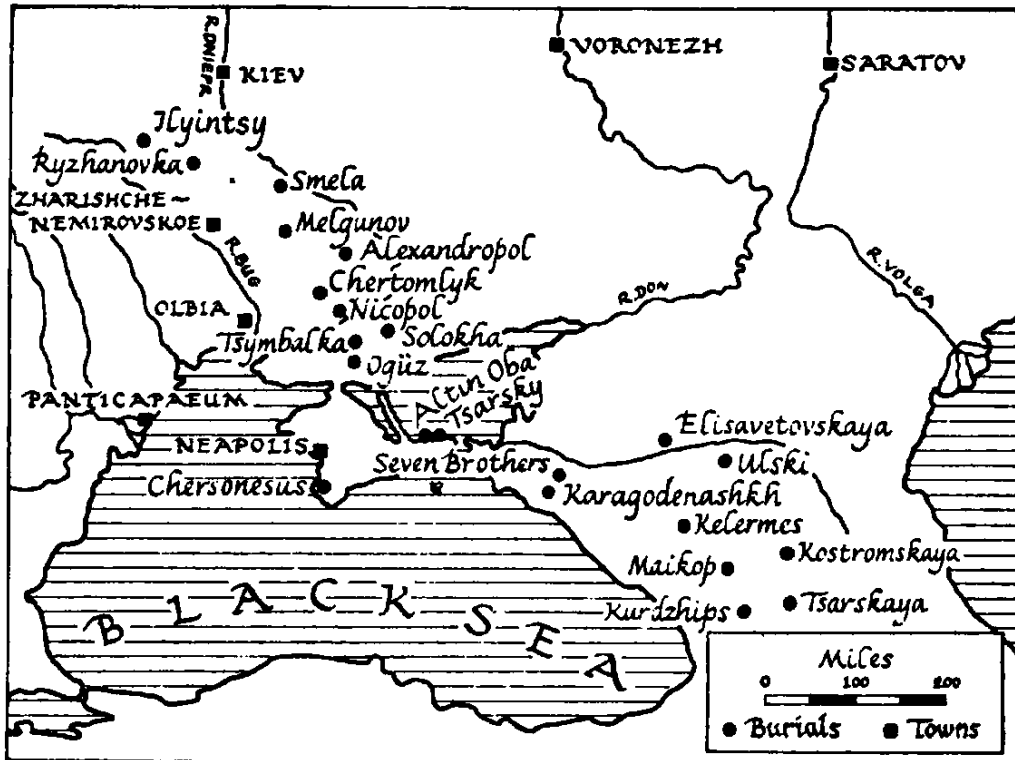 R. DNIEPR
KIEV
VORONEZH
SARATOV
Ilyintsy
Ryzhanovka
Smela
ZHARISHCHE~
NEMIROVSKOE
Melgunov
R. BUG
Alexandropol
R. VOLGA
Chertomlyk
R. DON
Nicopol
OLBIA
Solokha
Tsymbalka
Ogüz
Altin Oba
Tsarsky
PANTICAPAEUM
Elisavetovskaya
NEAPOLIS
Ulski
Seven Brothers
Chersonesus
Karagodenashkh
Kelermes
Kostromskaya
Maikop
Kurdzhips
Tsarskaya
BLACK SEA
Miles
0 100 200
Burials Towns